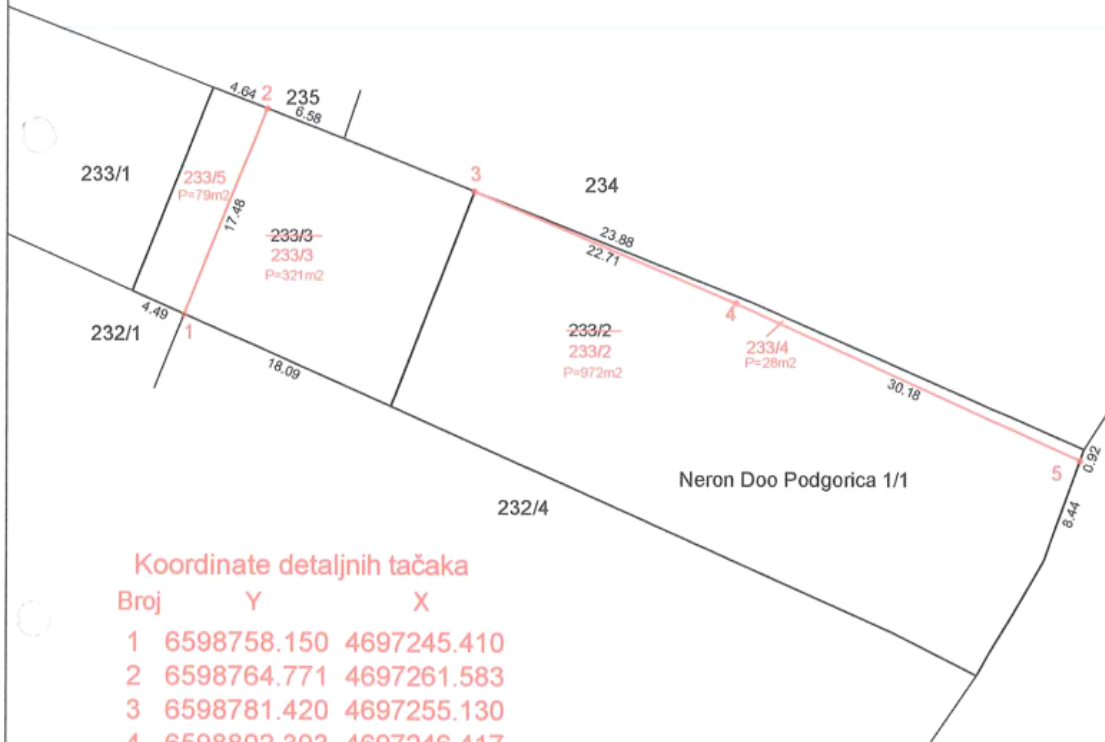 4.64
2
235
6.58
233/1
233/5
P=79m2
17.48
3
234
233/3
233/3
P=321m2
23.88
22.71
4.49
1
232/1
18.09
4
233/2
233/2
P=972m2
233/4
P=28m2
30.18
5
0.92
8.44
Neron Doo Podgorica 1/1
232/4
Koordinate detaljnih tačaka
Broj Y X
1 6598758.150 4697245.410
2 6598764.771 4697261.583
3 6598781.420 4697255.130